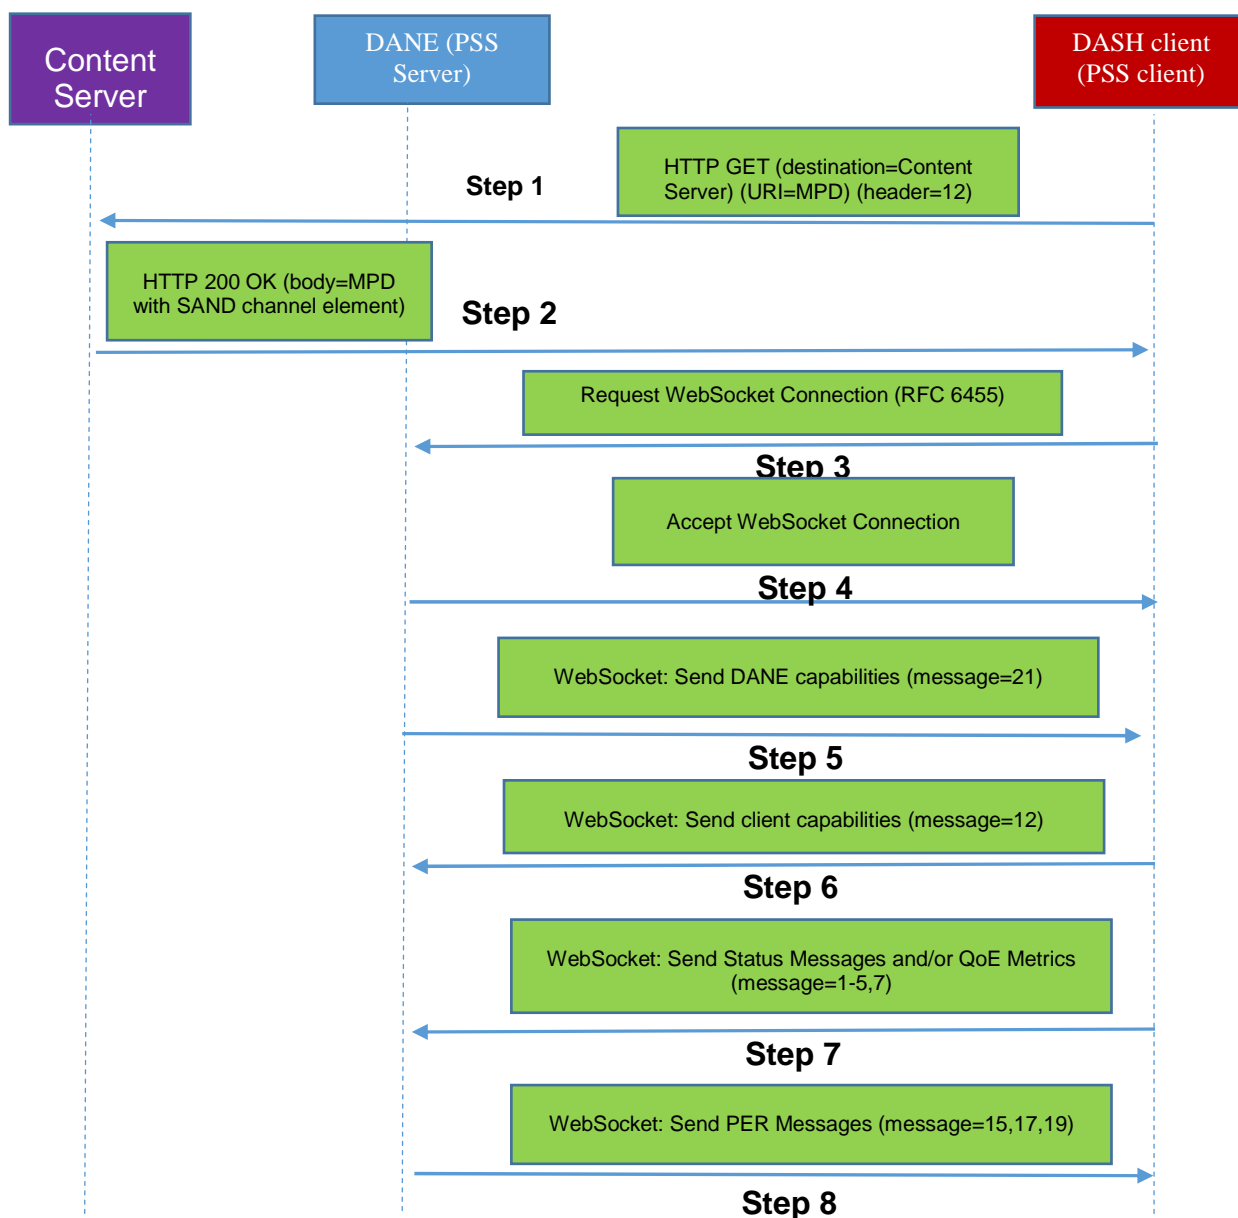 Content
Server
DANE (PSS
Server)
DASH client
(PSS client)
HTTP GET (destination=Content
Server) (URI=MPD) (header=12)
Step 1
HTTP 200 OK (body=MPD
with SAND channel element)
Step 2
Request WebSocket Connection (RFC 6455)
Step 3
Accept WebSocket Connection
Step 4
WebSocket: Send DANE capabilities (message=21)
Step 5
WebSocket: Send client capabilities (message=12)
Step 6
WebSocket: Send Status Messages and/or QoE Metrics
(message=1-5,7)
Step 7
WebSocket: Send PER Messages (message=15,17,19)
Step 8